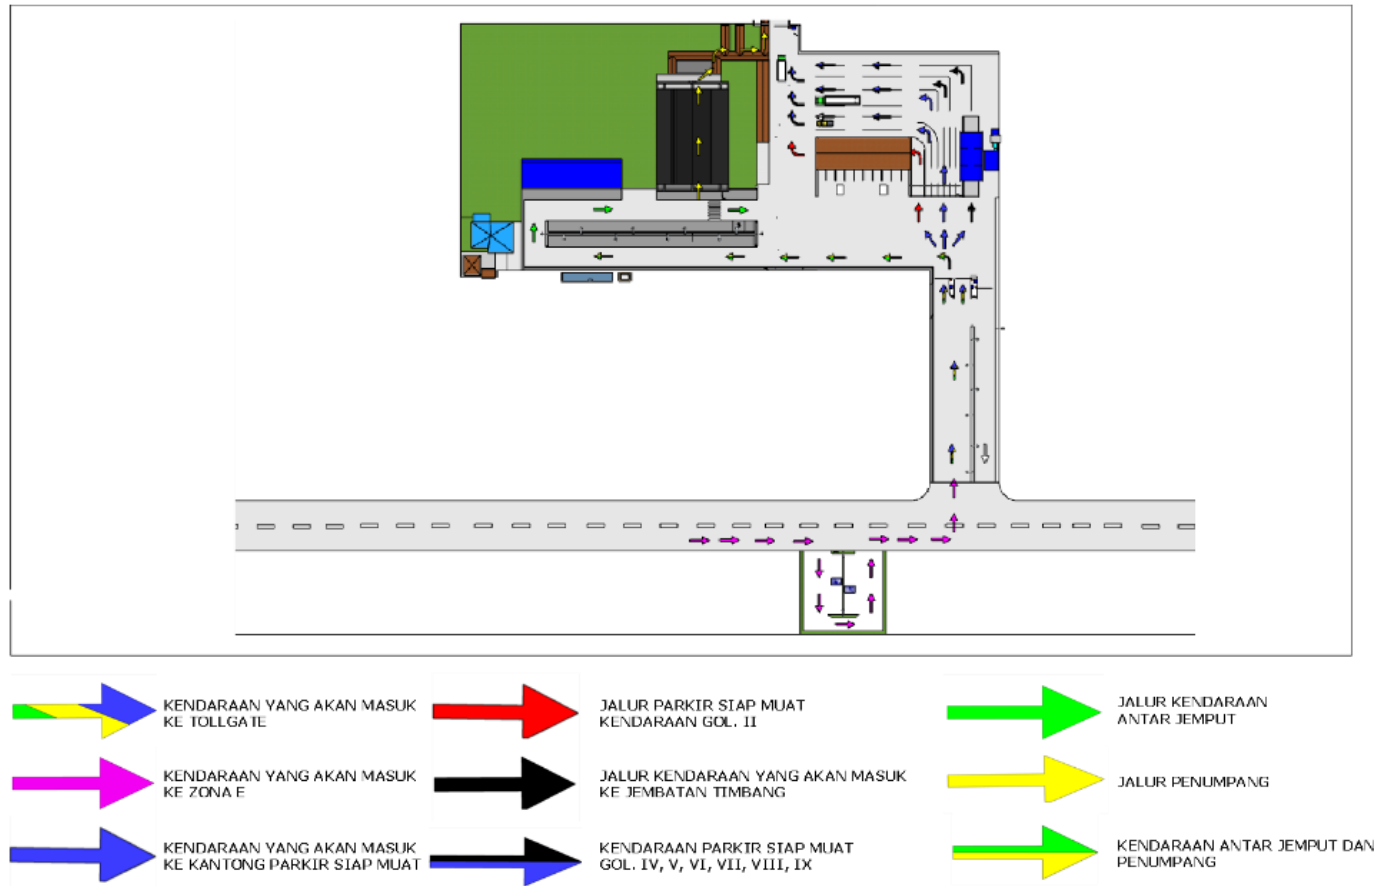 KENDARAAN YANG AKAN MASUK
KE TOLLGATE
JALUR PARKIR SIAP MUAT
KENDARAAN GOL. II
JALUR KENDARAAN
ANTAR JEMPUT
KENDARAAN YANG AKAN MASUK
KE ZONA E
JALUR KENDARAAN YANG AKAN MASUK
KE JEMBATAN TIMBANG
JALUR PENUMPANG
KENDARAAN YANG AKAN MASUK
KE KANTONG PARKIR SIAP MUAT
KENDARAAN PARKIR SIAP MUAT
GOL. IV, V, VI, VII, VIII, IX
KENDARAAN ANTAR JEMPUT DAN
PENUMPANG